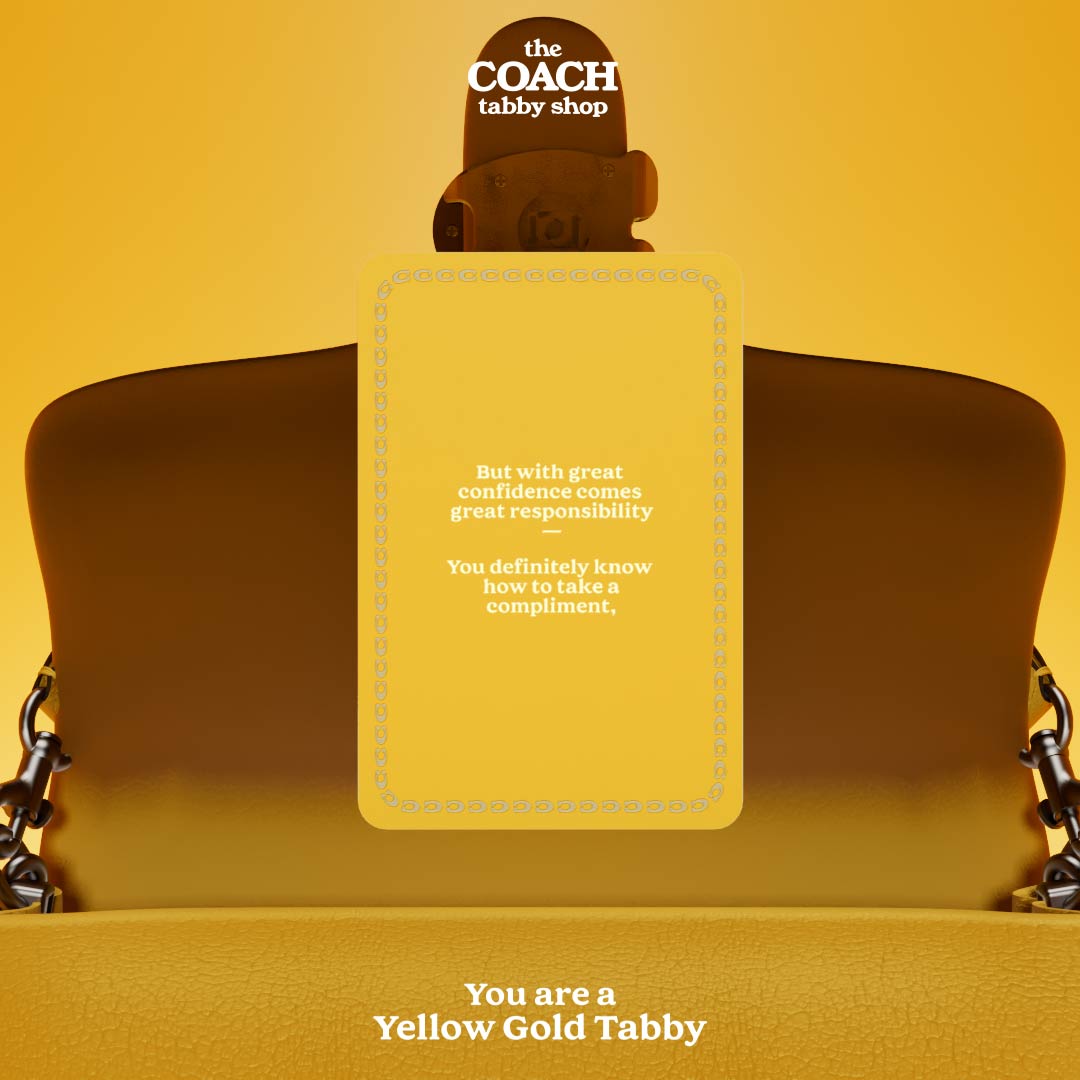 the
COACH
tabby shop
But with great
confidence comes
great responsibility
—
You definitely know
how to take a
compliment,
You are a
Yellow Gold Tabby